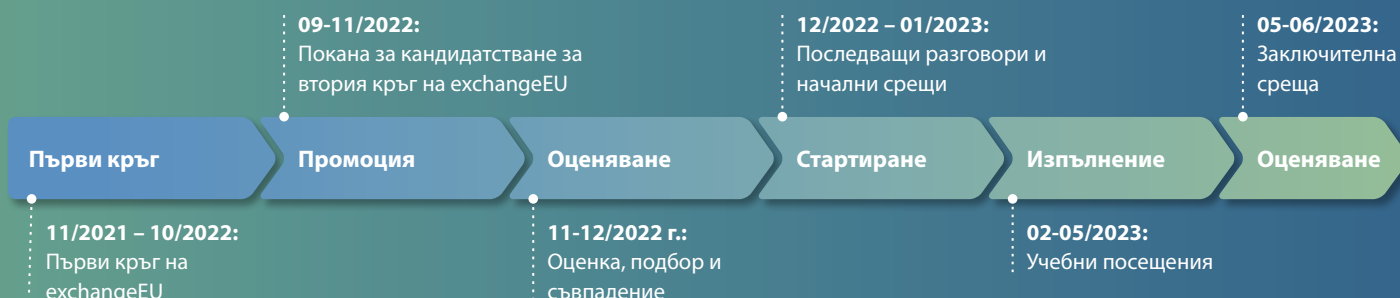 09-11/2022:
Покана за кандидатстване за
втория кръг на exchangeEU
12/2022 – 01/2023:
Последващи разговори и
начални срещи
05-06/2023:
Заключителна
среща
Първи кръг
Промоция
Оценяване
Стартиране
Изпълнение
Оценяване
11/2021 – 10/2022:
Първи кръг на
exchangeEU
11-12/2022 г.:
Оценка, подбор и
съвпадение
02-05/2023:
Учебни посещения